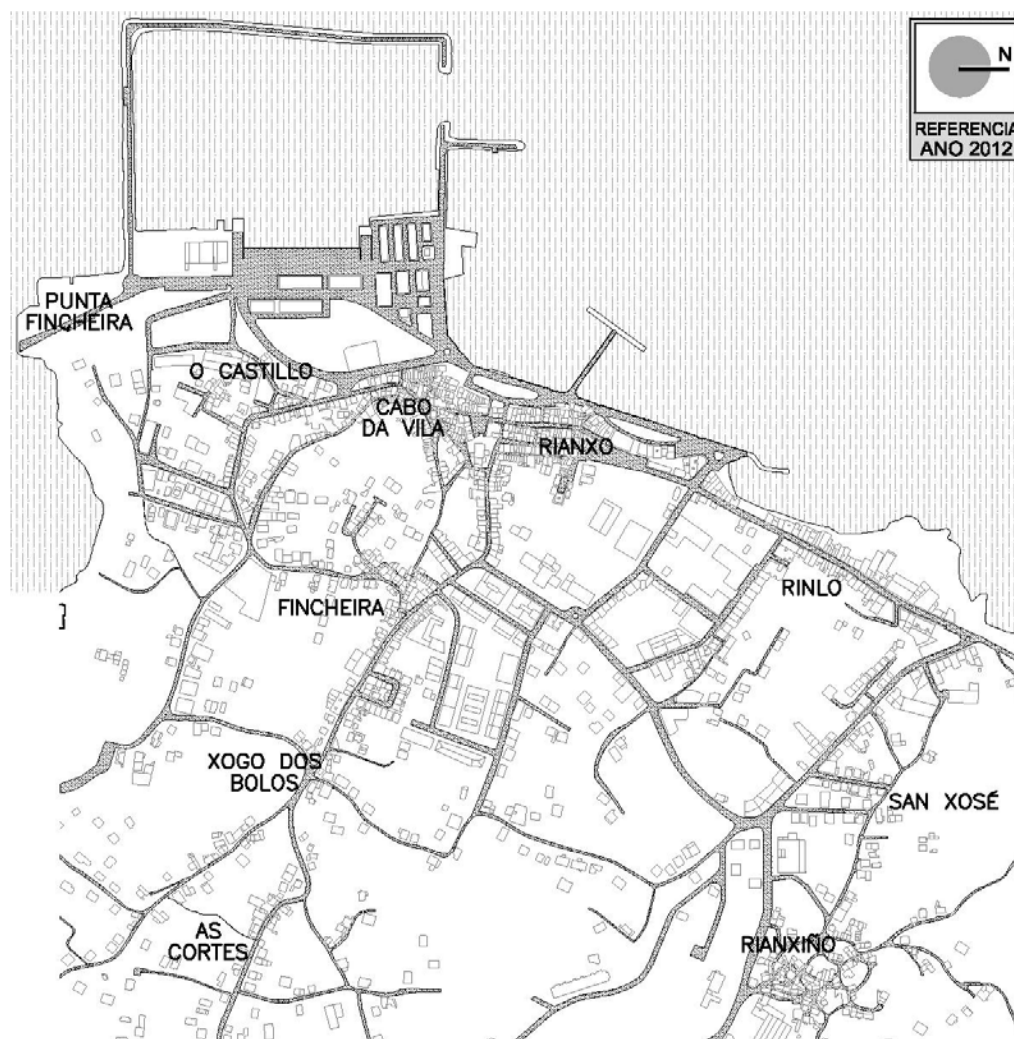 N
REFERENCIA
ANO 2012
PUNTA
FINCHEIRA
O CASTILLO
CABO
DA VILA
RIANXO
RINLO
FINCHEIRA
XOGO DOS
BOLOS
SAN XOSÉ
AS
CORTES
RIANXIÑO